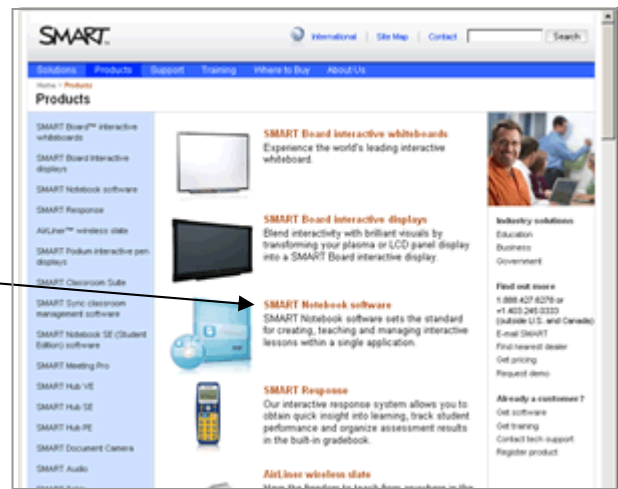 SMART
International | Site Map | Contact Search
Solutions Products Support Training Where to Buy About Us
Home > Products
Products
SMART Board™ interactive
whiteboards
SMART Board interactive
displays
SMART Notebook software
SMART Response
AirLiner™ wireless slate
SMART Podium interactive pen
displays
SMART Classroom Suite
SMART Sync classroom
management software
SMART Notebook SE (Student
Edition) software
SMART Meeting Pro
SMART Hub VE
SMART Hub SE
SMART Hub PE
SMART Document Camera
SMART Audio
SMART Board interactive whiteboards
Experience the world's leading interactive
whiteboard.
SMART Board interactive displays
Blend interactivity with brilliant visuals by
transforming your plasma or LCD panel display
into a SMART Board interactive display.
SMART Notebook software
SMART Notebook software sets the standard
for creating, teaching and managing interactive
lessons within a single application.
SMART Response
Our interactive response system allows you to
obtain quick insight into learning, track student
performance and organize assessment results
in the built-in gradebook.
AirLiner wireless slate
Have the freedom to teach from anywhere in the
Industry solutions
Education
Business
Government
Find out more
1.888.427.6278 or
+1.403.245.0333
(outside U.S. and Canada)
E-mail SMART
Find nearest dealer
Get pricing
Request demo
Already a customer?
Get software
Get training
Contact tech support
Register product